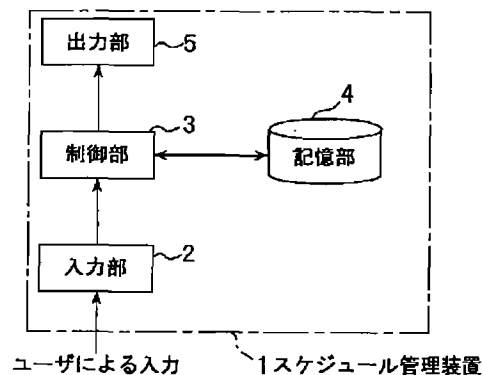 出力部 5
制御部 3
4
記憶部
入力部 2
ユーザによる入力
1スケジュール管理装置